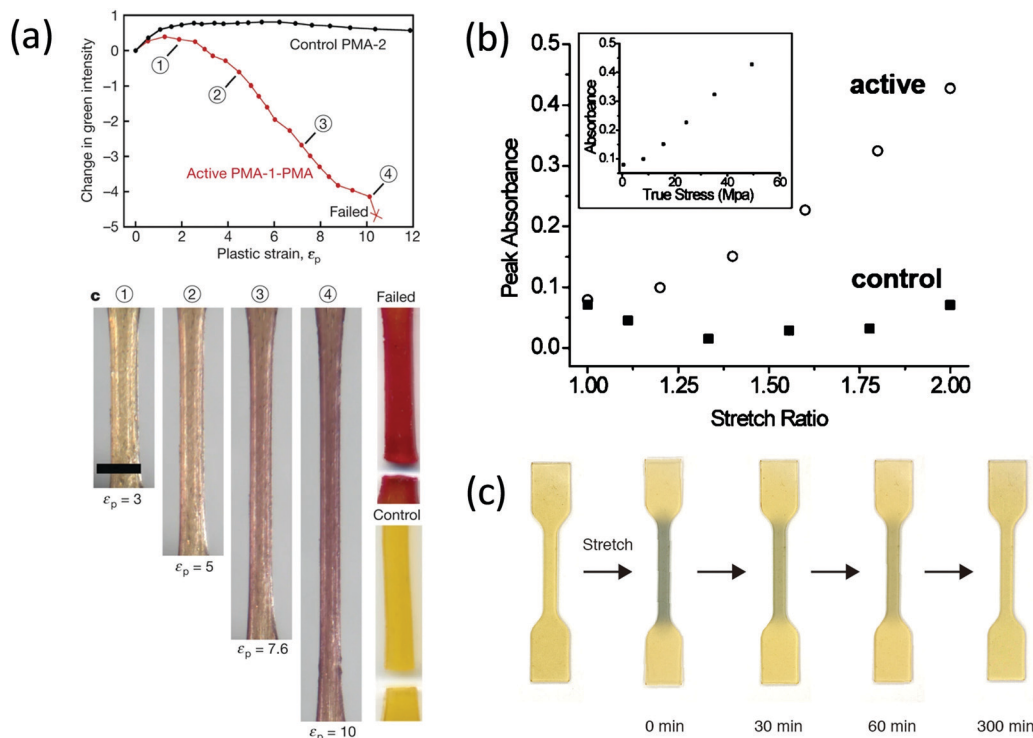 (a)
Change in green intensity
1
0
−1
−2
−3
−4
−5
Control PMA-2
①
②
③
④
Active PMA-1-PMA
Failed
0 2 4 6 8 10 12
Plastic strain, εp
c ① ② ③ ④ Failed
εp = 3
εp = 5
εp = 7.6
εp = 10
Control
(b)
Peak Absorbance
0.5
0.4
0.3
0.2
0.1
0.0
Absorbance
0.5
0.4
0.3
0.2
0.1
0 20 40 60
True Stress (Mpa)
active
control
1.00 1.25 1.50 1.75 2.00
Stretch Ratio
(c)
Stretch
0 min 30 min 60 min 300 min